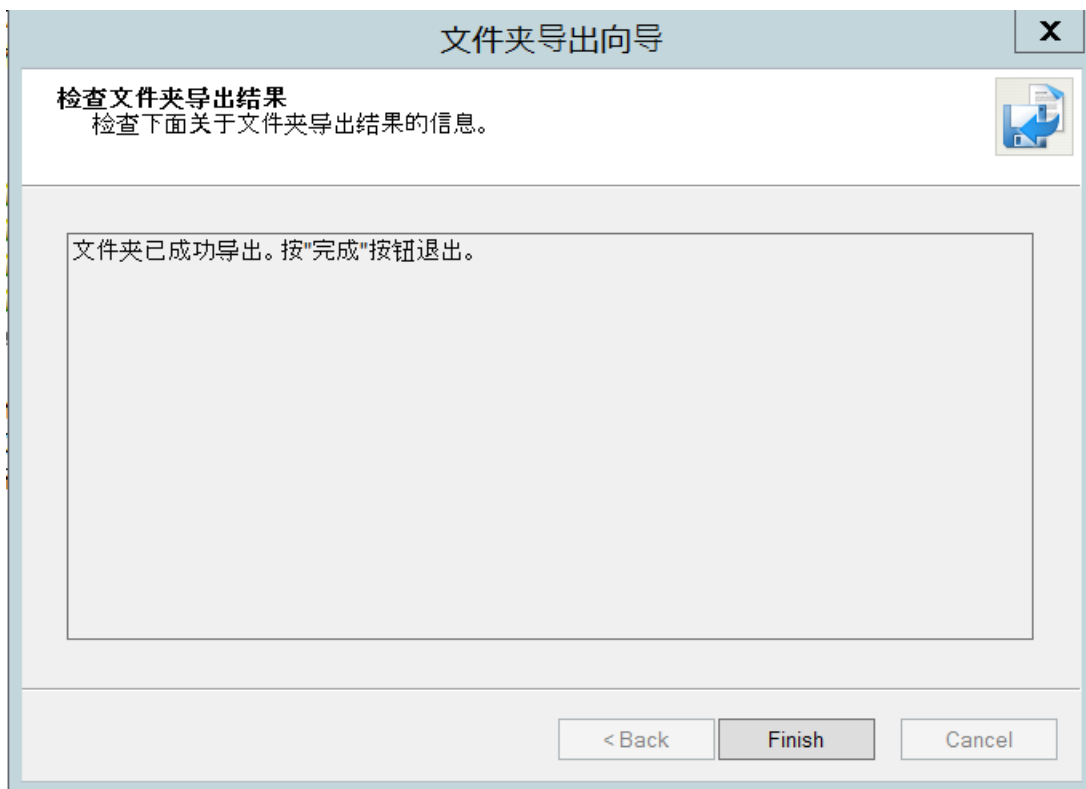 文件夹导出向导
X
检查文件夹导出结果
检查下面关于文件夹导出结果的信息。
文件夹已成功导出。按"完成"按钮退出。
< Back
Finish
Cancel